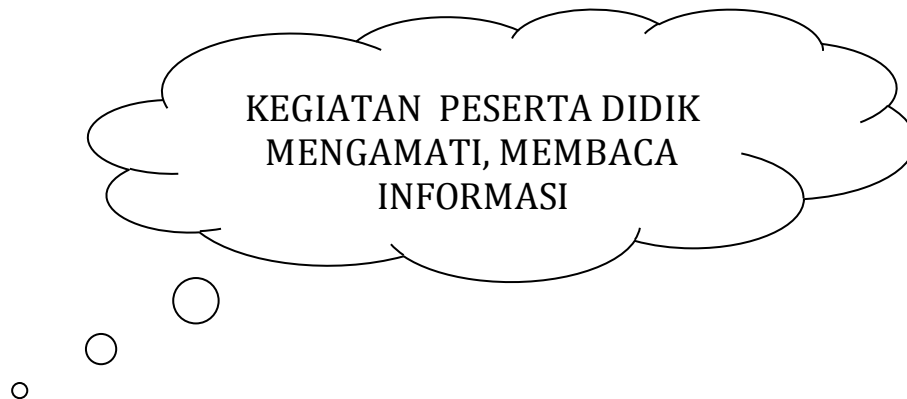 KEGIATAN PESERTA DIDIK
MENGAMATI, MEMBACA
INFORMASI